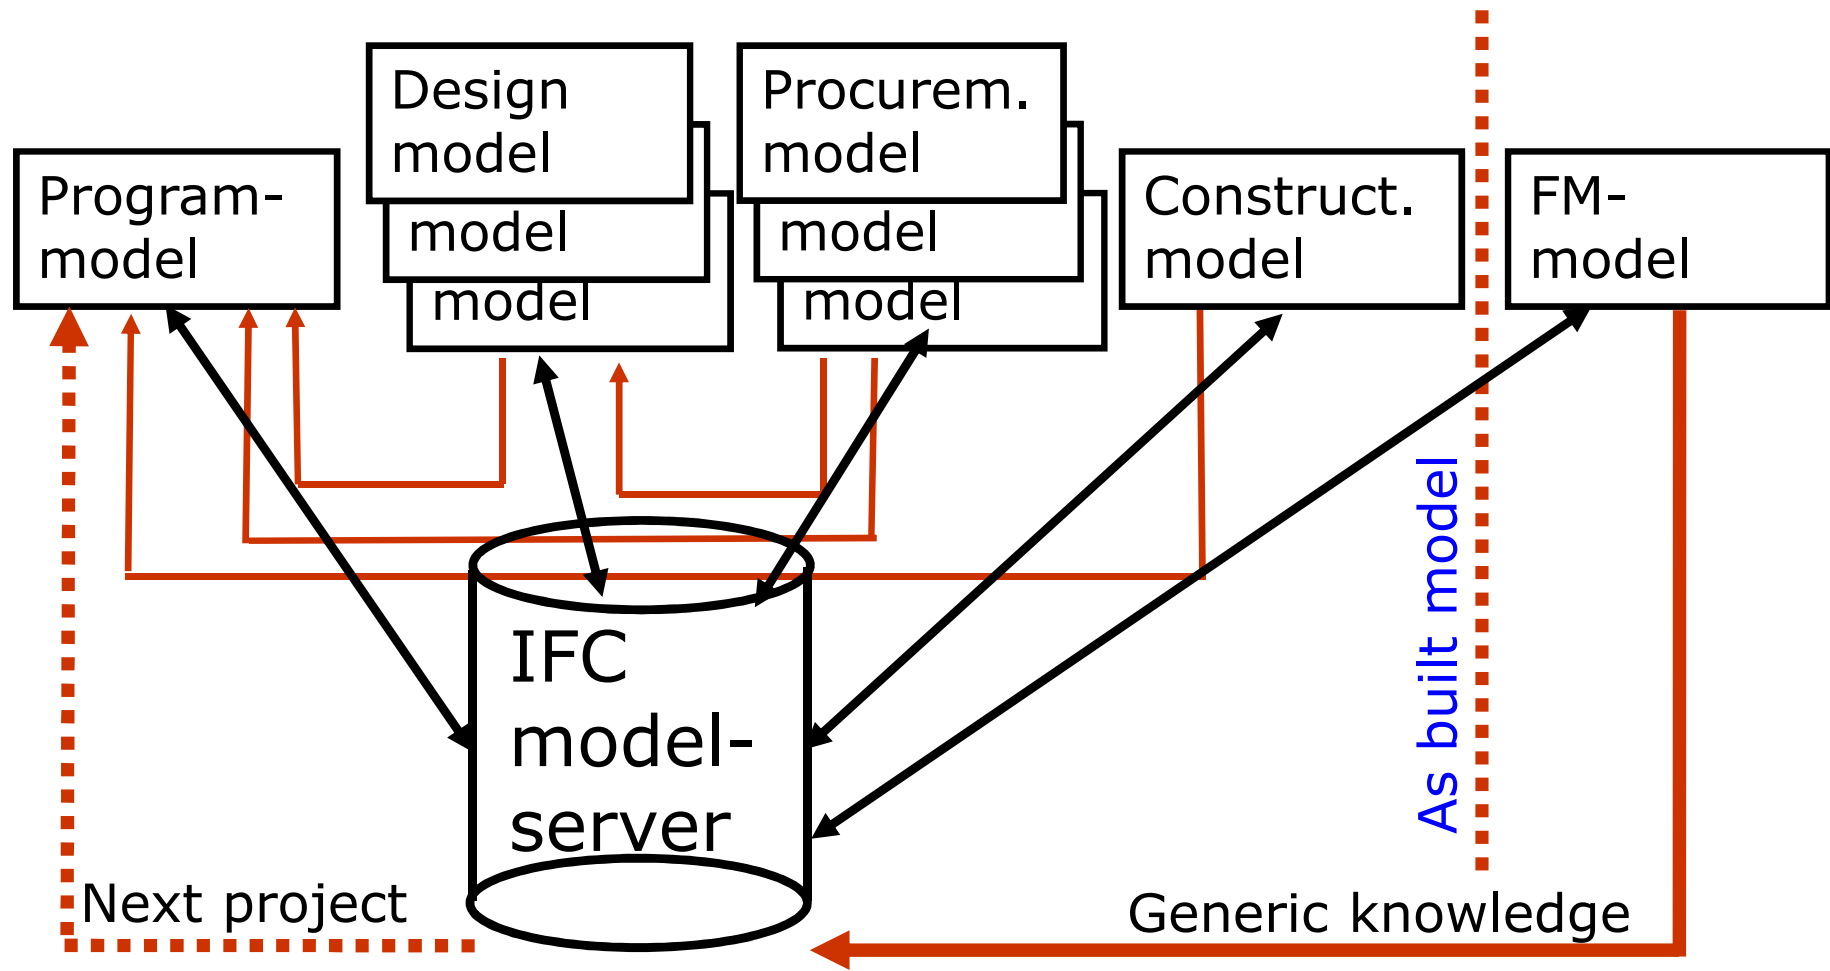 Program-
model
Design
model
model
model
Procurem.
model
model
model
Construct.
model
FM-
model
As built model
IFC
model-
server
Next project
Generic knowledge